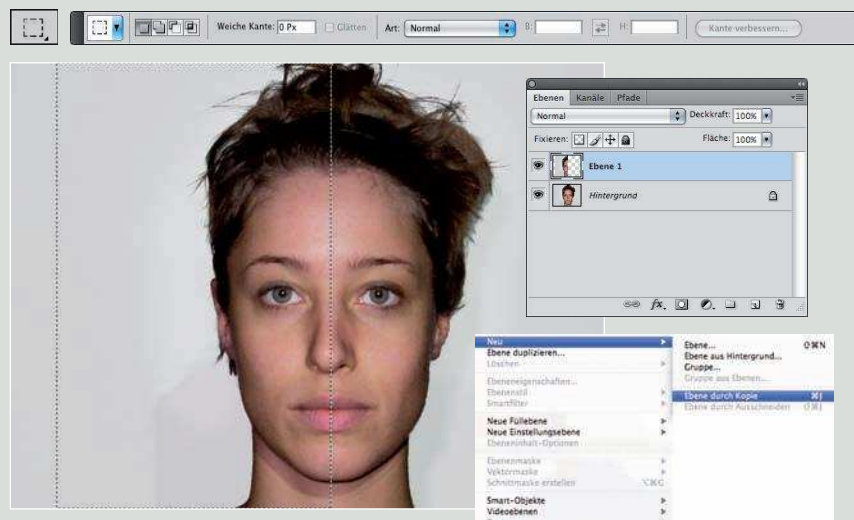 Weiche Kante: 0 Px Glätten Art: Normal B: H: Kante verbessern...
Ebenen Kanäle Pfade
Normal Deckkraft: 100%
Fixieren: Fläche: 100%
Ebene 1
Hintergrund
fx.
Neu
Ebene duplizieren...
Löschen
Ebeneneigenschaften...
Ebenenstil
Smartfilter
Neue Füllebene
Neue Einstellungsebene
Ebeneninhalt-Optionen
Ebenenmaske
Vektormaske
Schnittmaske erstellen ⌥⌘G
Smart-Objekte
Videoebenen
Ebene... ⇧⌘N
Ebene aus Hintergrund...
Gruppe...
Gruppe aus Ebenen...
Ebene durch Kopie ⌘J
Ebene durch Ausschneiden ⇧⌘J